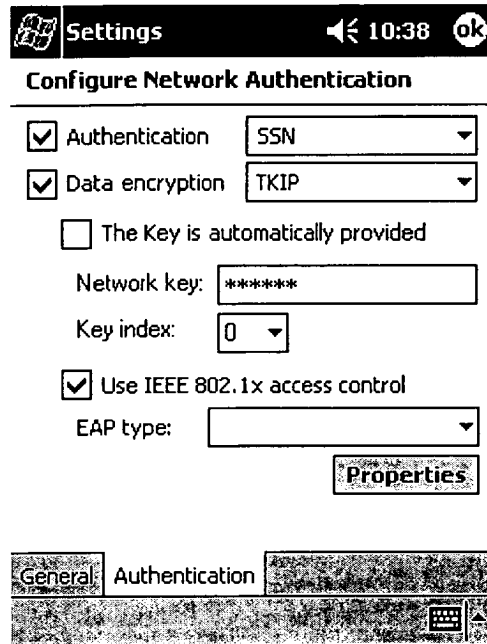 Settings 10:38 ok
Configure Network Authentication
Authentication SSN
Data encryption TKIP
The Key is automatically provided
Network key: ******
Key index: 0
Use IEEE 802.1x access control
EAP type:
Properties
General Authentication